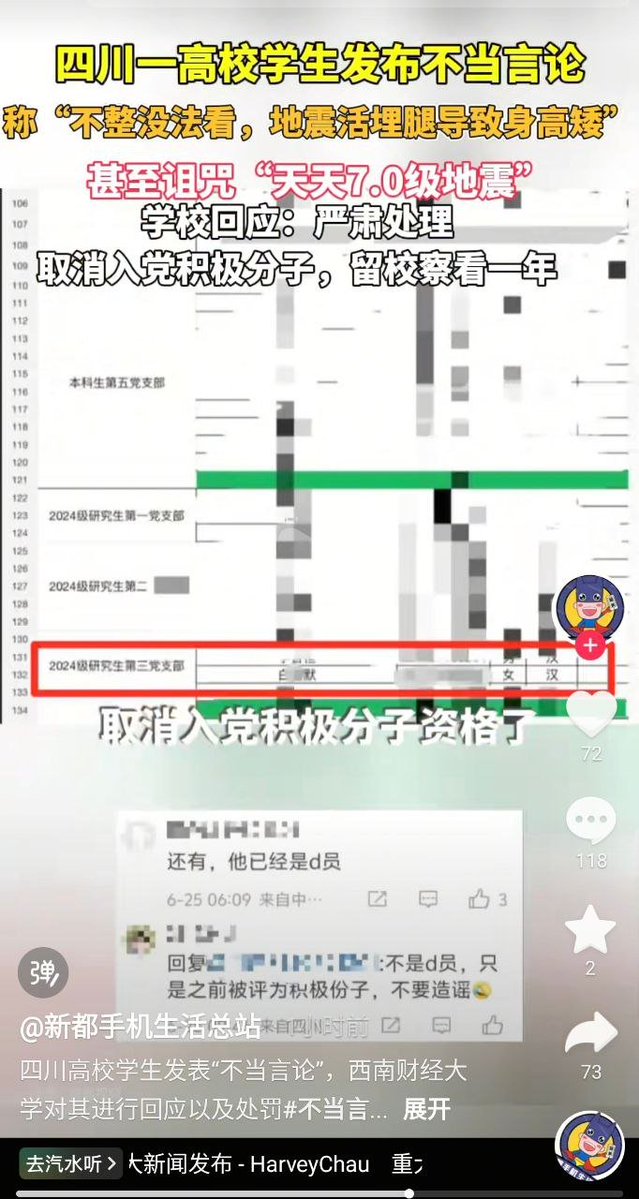 四川一高校学生发布不当言论
称“不整没法看，地震活埋腿导致身高矮”
甚至诅咒“天天7.0级地震”
学校回应：严肃处理
取消入党积极分子，留校察看一年
106
107
108
109
110
111
112
113
114
115
116
117
118
119
120
121
122
123
124
125
126
127
128
129
130
131
132
133
134
本科生第五党支部
2024级研究生第一党支部
2024级研究生第二
2024级研究生第三党支部
白 默 女 汉
取消入党积极分子资格了
72
118
2
73
还有，他已经是d员
6-25 06:09 来自中… 3
回复 :不是d员，只
是之前被评为积极份子，不要造谣
来自四川 小时前
弹
@新都手机生活总站
四川高校学生发表“不当言论”，西南财经大
学对其进行回应以及处罚#不当言... 展开
去汽水听 >
大新闻发布 - HarveyChau 重